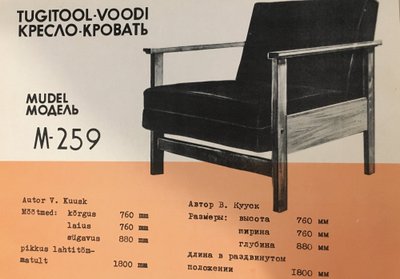 TUGITOOL-VOODI
КРЕСЛО-КРОВАТЬ
MUDEL
МОДЕЛЬ
M-259
Autor V. Kuusk
Mõõtmed: kõrgus 760 mm
laius 760 mm
sügavus 880 mm
pikkus lahtitõm-
matult 1800 mm
Автор В. Кууск
Размеры: высота 760 мм
ширина 760 мм
глубина 880 мм
длина в раздвинутом
положении 1800 мм